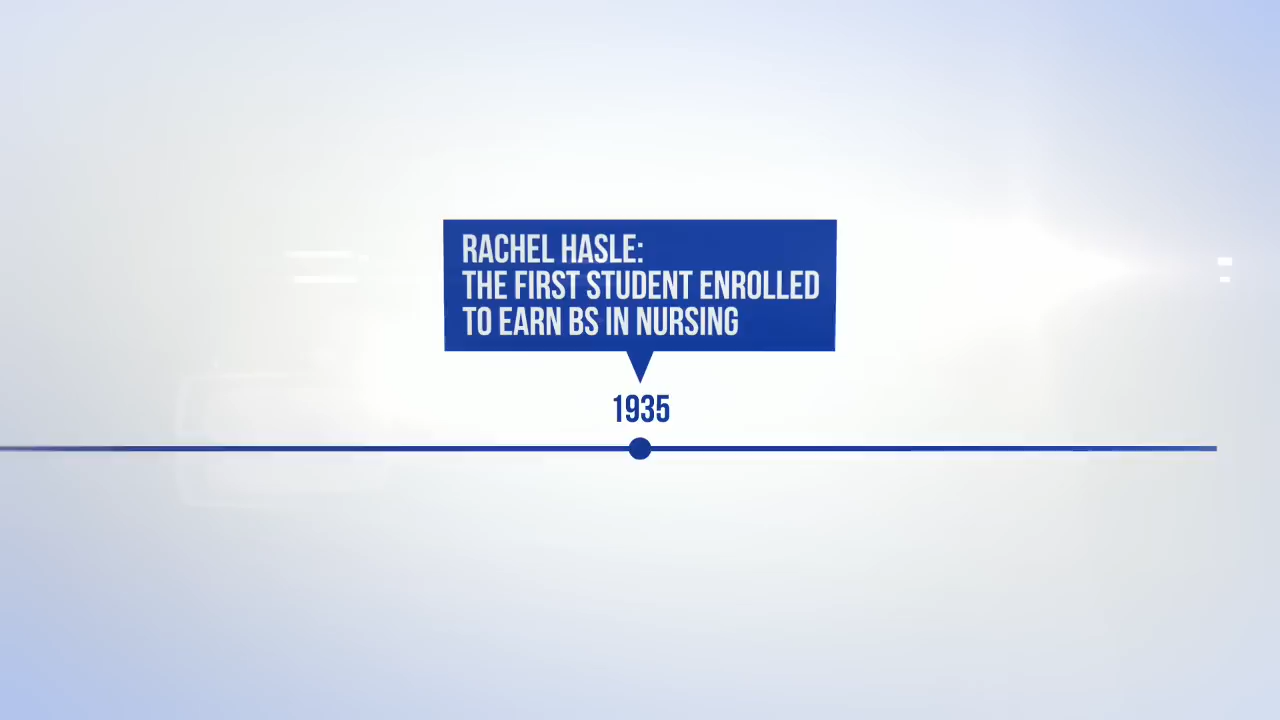 RACHEL HASLE:
THE FIRST STUDENT ENROLLED
TO EARN BS IN NURSING
1935